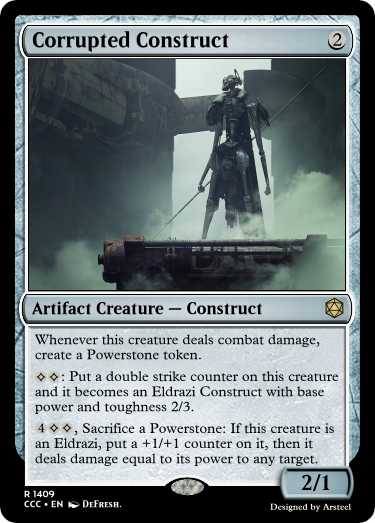 Corrupted Construct 2
Artifact Creature — Construct
Whenever this creature deals combat damage,
create a Powerstone token.
◇◇: Put a double strike counter on this creature
and it becomes an Eldrazi Construct with base
power and toughness 2/3.
4◇◇, Sacrifice a Powerstone: If this creature is
an Eldrazi, put a +1/+1 counter on it, then it
deals damage equal to its power to any target.
2/1
R 1409
CCC • EN DeFresh.
Designed by Arsteel